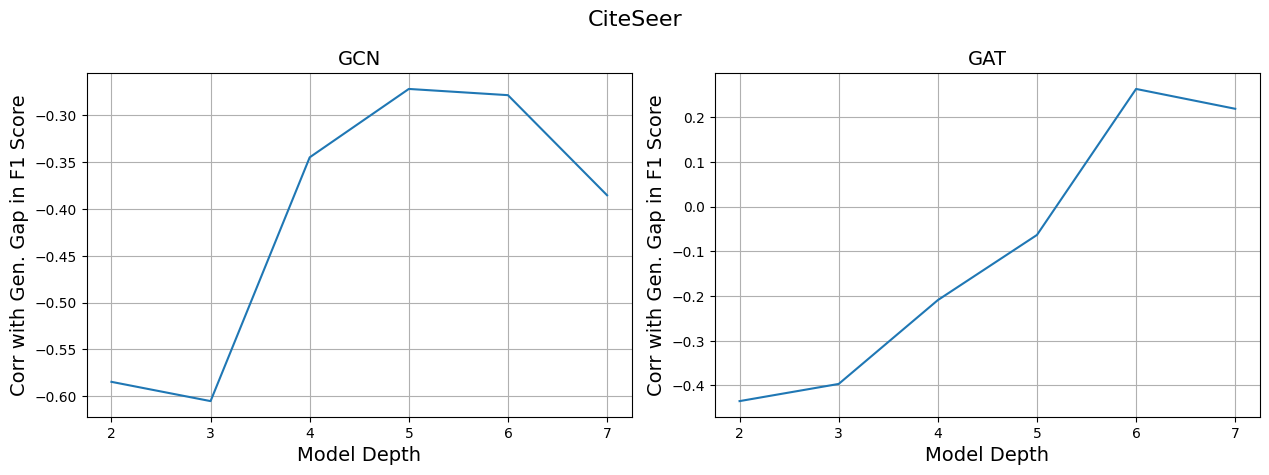 CiteSeer
GCN
Corr with Gen. Gap in F1 Score
−0.30
−0.35
−0.40
−0.45
−0.50
−0.55
−0.60
2 3 4 5 6 7
Model Depth
GAT
Corr with Gen. Gap in F1 Score
0.2
0.1
0.0
−0.1
−0.2
−0.3
−0.4
2 3 4 5 6 7
Model Depth